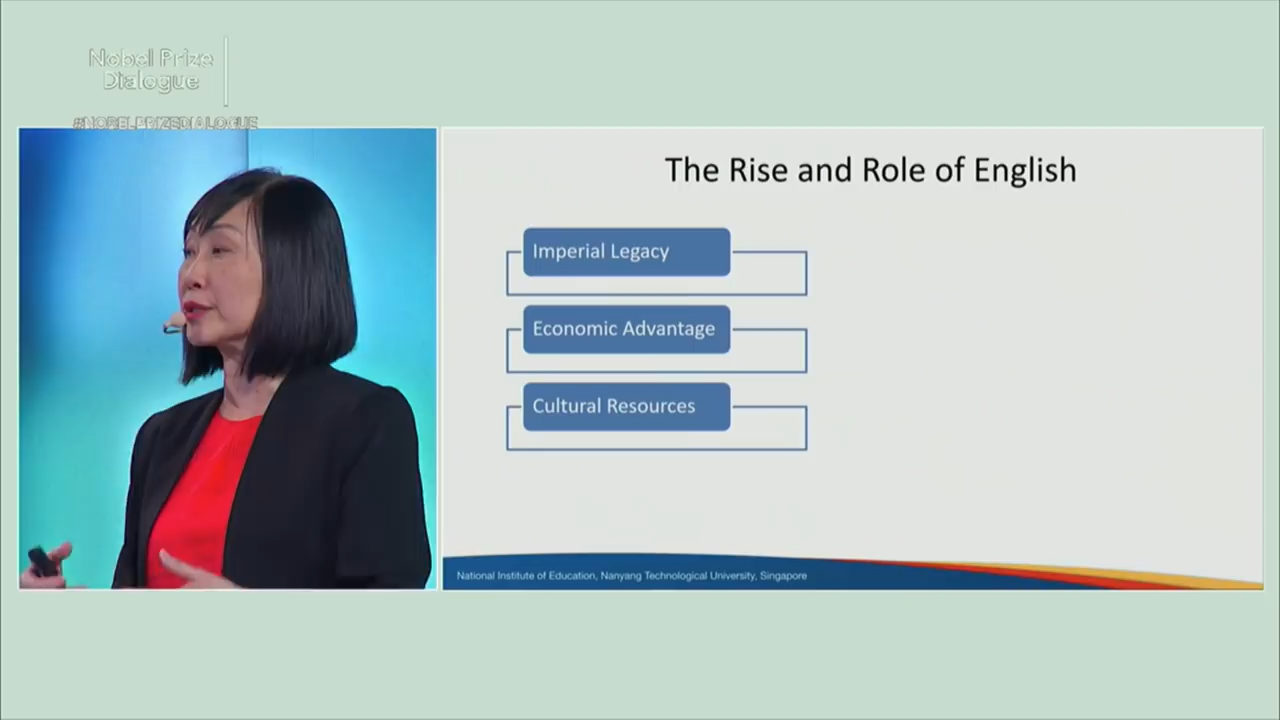 Nobel Prize
Dialogue
#NOBELPRIZEDIALOGUE
The Rise and Role of English
Imperial Legacy
Economic Advantage
Cultural Resources
National Institute of Education, Nanyang Technological University, Singapore